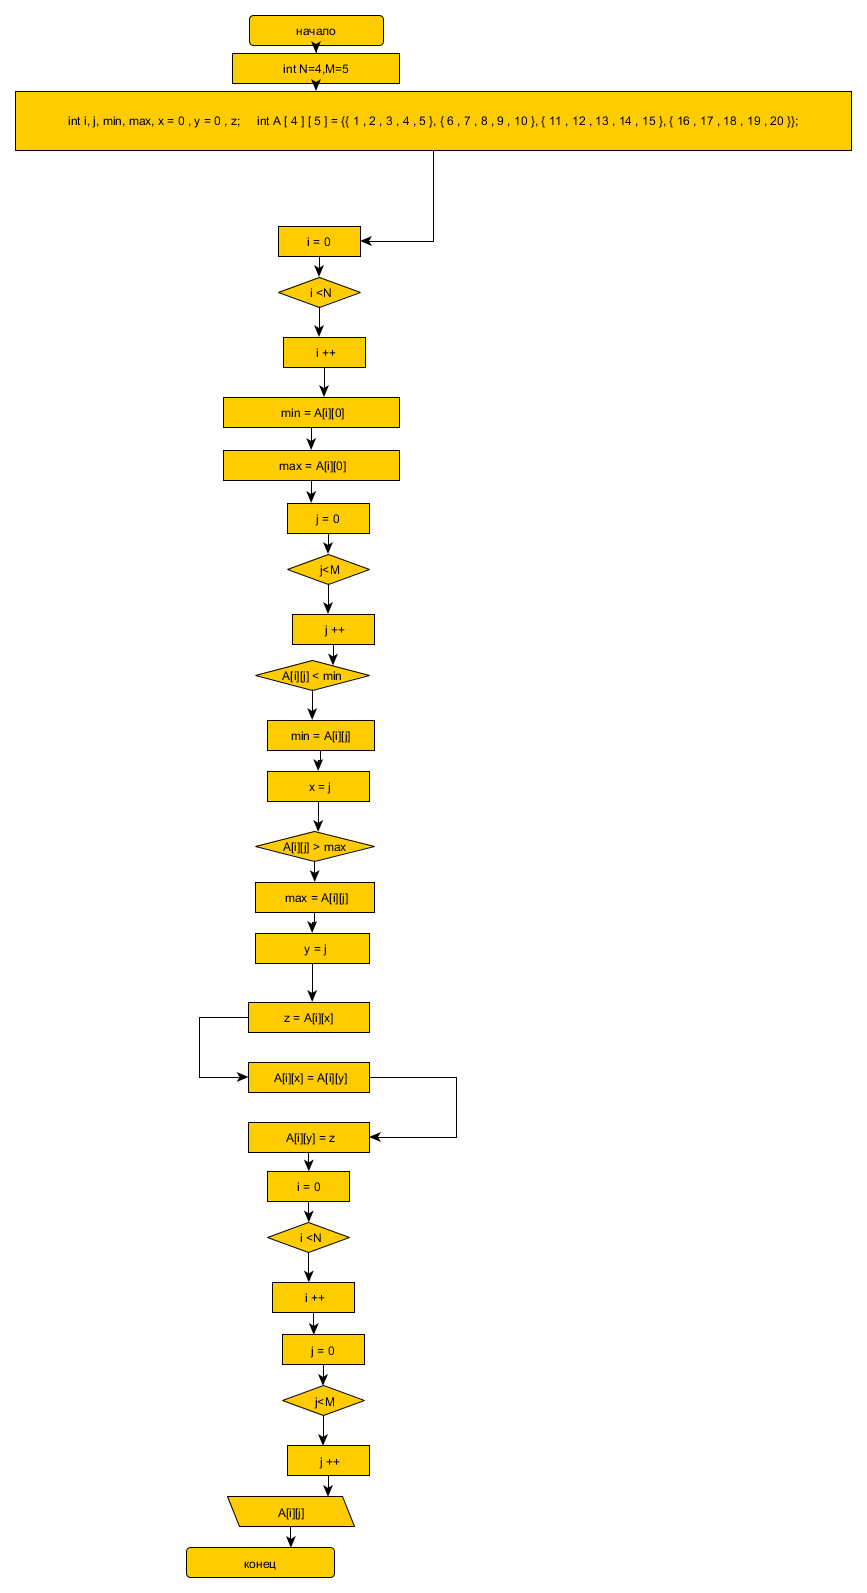 начало
int N=4,M=5
int i, j, min, max, x = 0 , y = 0 , z; int A [ 4 ] [ 5 ] = {{ 1 , 2 , 3 , 4 , 5 }, { 6 , 7 , 8 , 9 , 10 }, { 11 , 12 , 13 , 14 , 15 }, { 16 , 17 , 18 , 19 , 20 }};
i = 0
i <N
i ++
min = A[i][0]
max = A[i][0]
j = 0
j<M
j ++
A[i][j] < min
min = A[i][j]
x = j
A[i][j] > max
max = A[i][j]
y = j
z = A[i][x]
A[i][x] = A[i][y]
A[i][y] = z
i = 0
i <N
i ++
j = 0
j<M
j ++
A[i][j]
конец